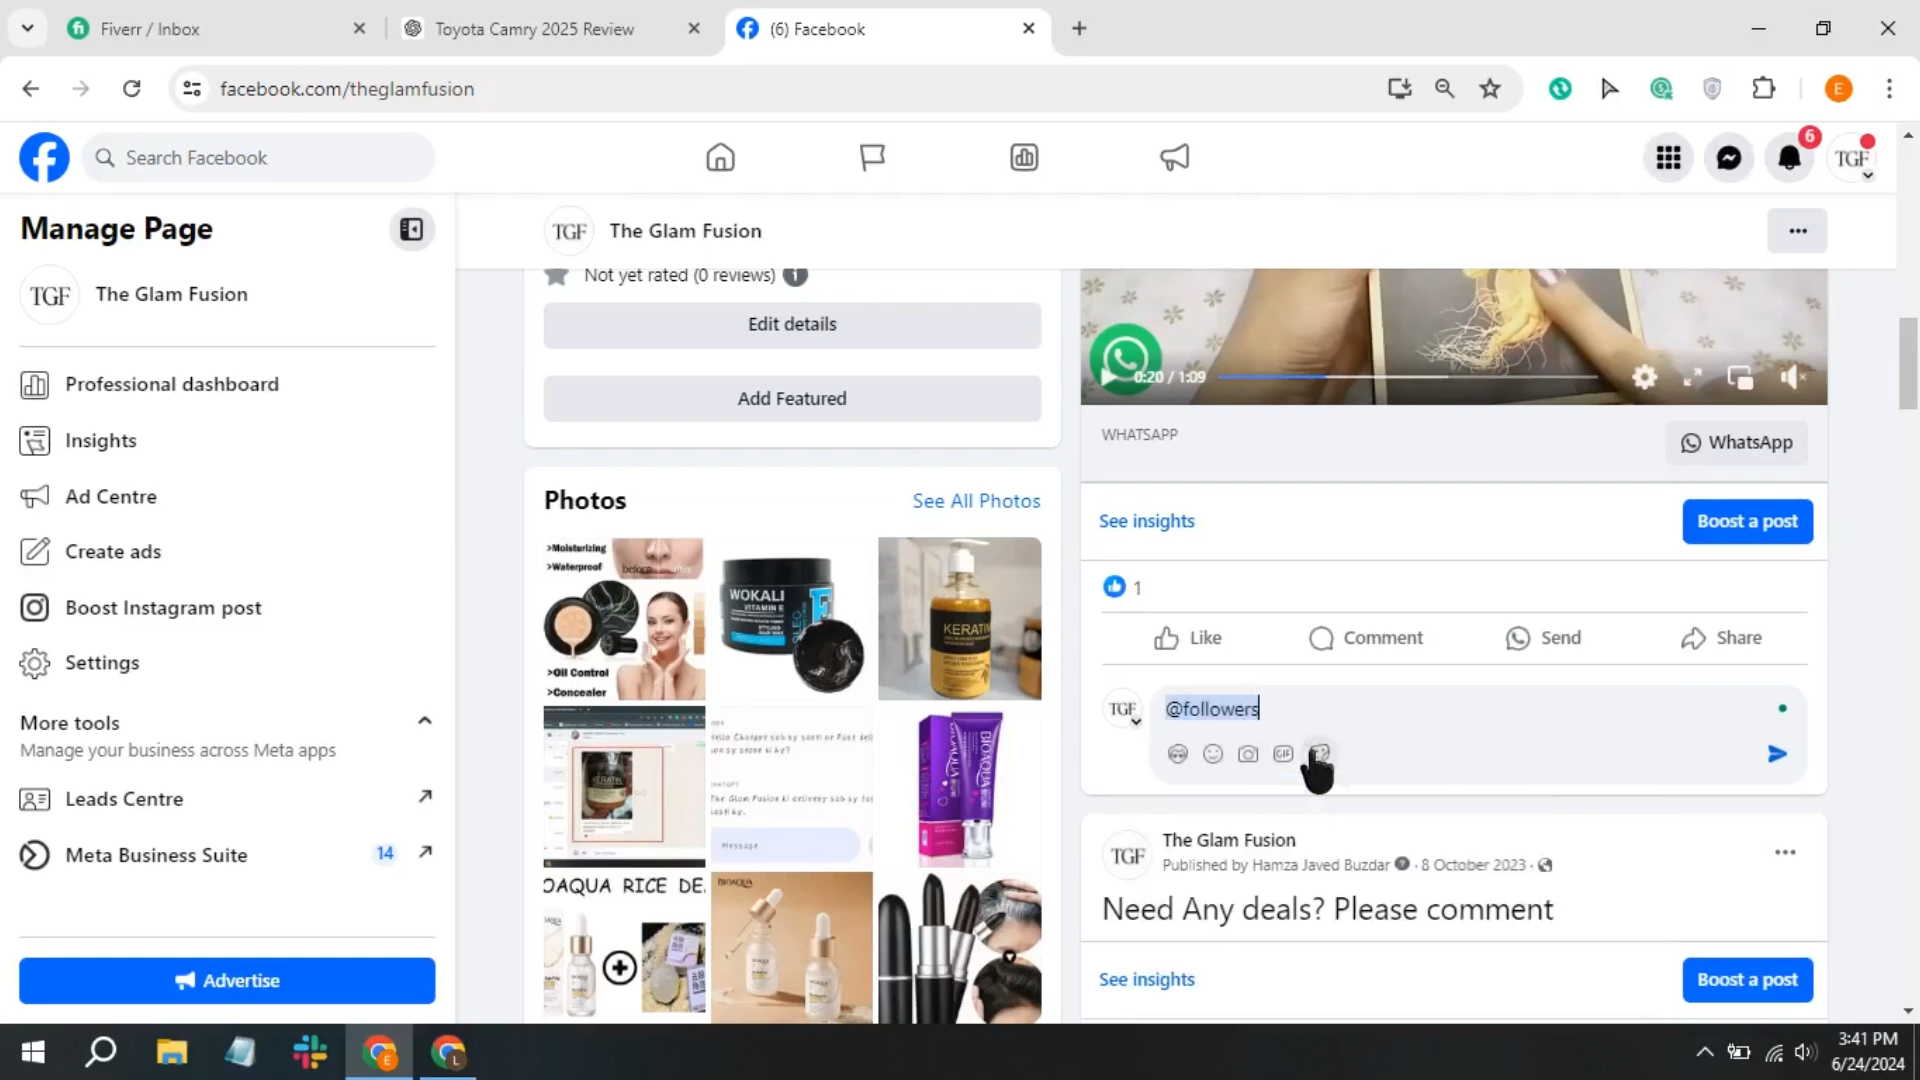 Fiverr / Inbox
Toyota Camry 2025 Review
(6) Facebook
facebook.com/theglamfusion
E
Search Facebook
6
TGF
Manage Page
TGF
The Glam Fusion
Professional dashboard
Insights
Ad Centre
Create ads
Boost Instagram post
Settings
More tools
Manage your business across Meta apps
Leads Centre
Meta Business Suite
14
Advertise
TGF
The Glam Fusion
Not yet rated (0 reviews)
Edit details
Add Featured
Photos
See All Photos
>Moisturizing
>Waterproof
before
>Oil Control
>Concealer
WOKALI
VITAMIN E
KERATIN
KERATIN
BIOAQUA
Message
OAQUA RICE DE
BIOAQUA
0:20 / 1:09
WHATSAPP
WhatsApp
See insights
Boost a post
1
Like
Comment
Send
Share
TGF
@followers
GIF
TGF
The Glam Fusion
Published by Hamza Javed Buzdar · 8 October 2023 ·
Need Any deals? Please comment
See insights
Boost a post
E
L
3:41 PM
6/24/2024